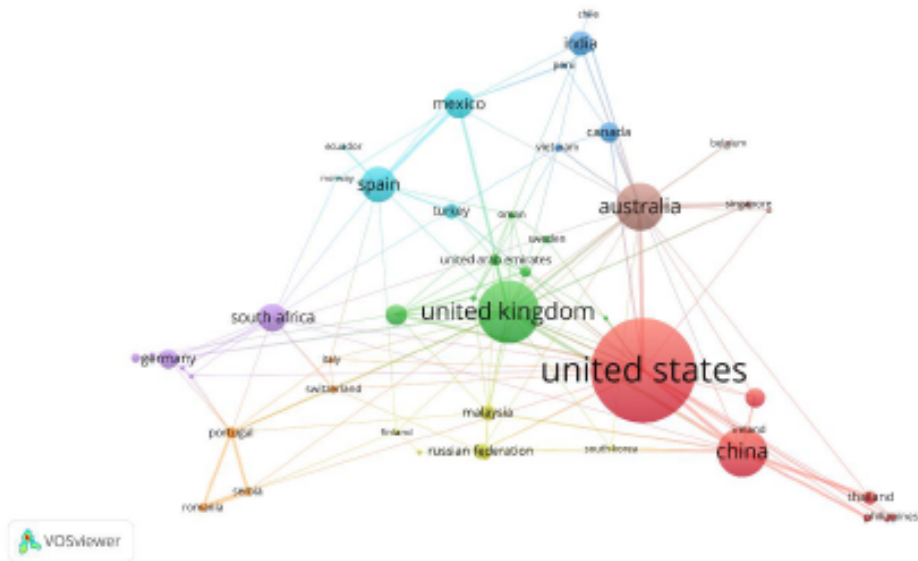 chile
india
peru
mexico
canada
ecuador
vietnam
belgium
norway
spain
australia
singapore
turkey
oman
sweden
united arab emirates
united kingdom
south africa
germany
italy
united states
switzerland
malaysia
portugal
finland
russian federation
south korea
ireland
china
serbia
romania
thailand
philippines
VOSviewer